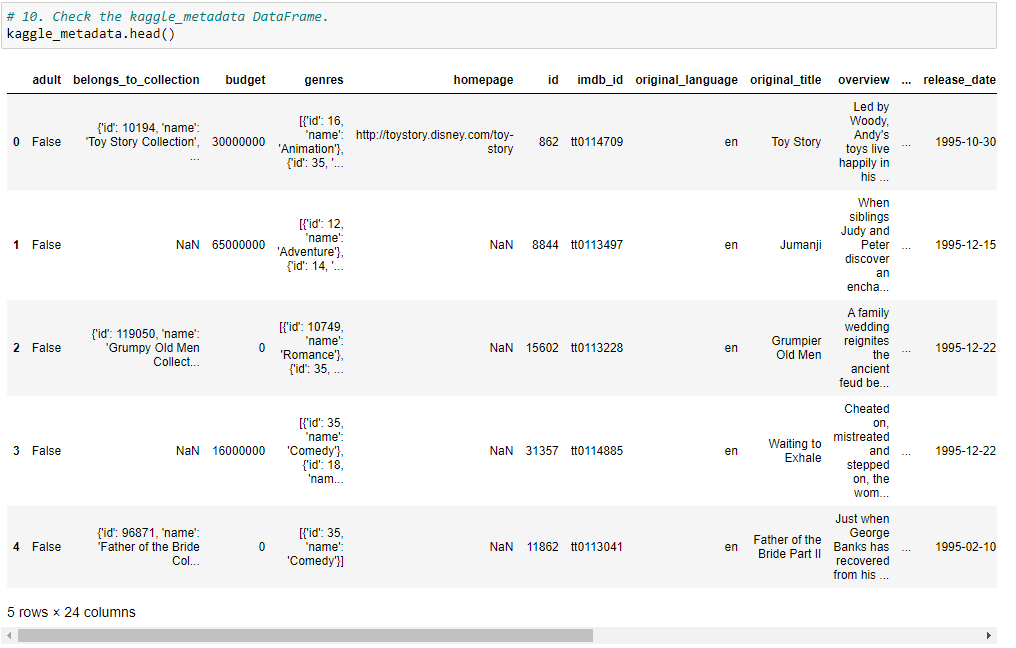 # 10. Check the kaggle_metadata DataFrame.
kaggle_metadata.head()
adult belongs_to_collection budget genres homepage id imdb_id original_language original_title overview ... release_date
0 False {'id': 10194, 'name': 'Toy Story Collection', ... 30000000 [{'id': 16, 'name': 'Animation'}, {'id': 35, '... http://toystory.disney.com/toy-story 862 tt0114709 en Toy Story Led by Woody, Andy's toys live happily in his ... ... 1995-10-30
1 False NaN 65000000 [{'id': 12, 'name': 'Adventure'}, {'id': 14, '... NaN 8844 tt0113497 en Jumanji When siblings Judy and Peter discover an encha... ... 1995-12-15
2 False {'id': 119050, 'name': 'Grumpy Old Men Collect... 0 [{'id': 10749, 'name': 'Romance'}, {'id': 35, ... NaN 15602 tt0113228 en Grumpier Old Men A family wedding reignites the ancient feud be... ... 1995-12-22
3 False NaN 16000000 [{'id': 35, 'name': 'Comedy'}, {'id': 18, 'nam... NaN 31357 tt0114885 en Waiting to Exhale Cheated on, mistreated and stepped on, the wom... ... 1995-12-22
4 False {'id': 96871, 'name': 'Father of the Bride Col... 0 [{'id': 35, 'name': 'Comedy'}] NaN 11862 tt0113041 en Father of the Bride Part II Just when George Banks has recovered from his ... ... 1995-02-10
5 rows × 24 columns